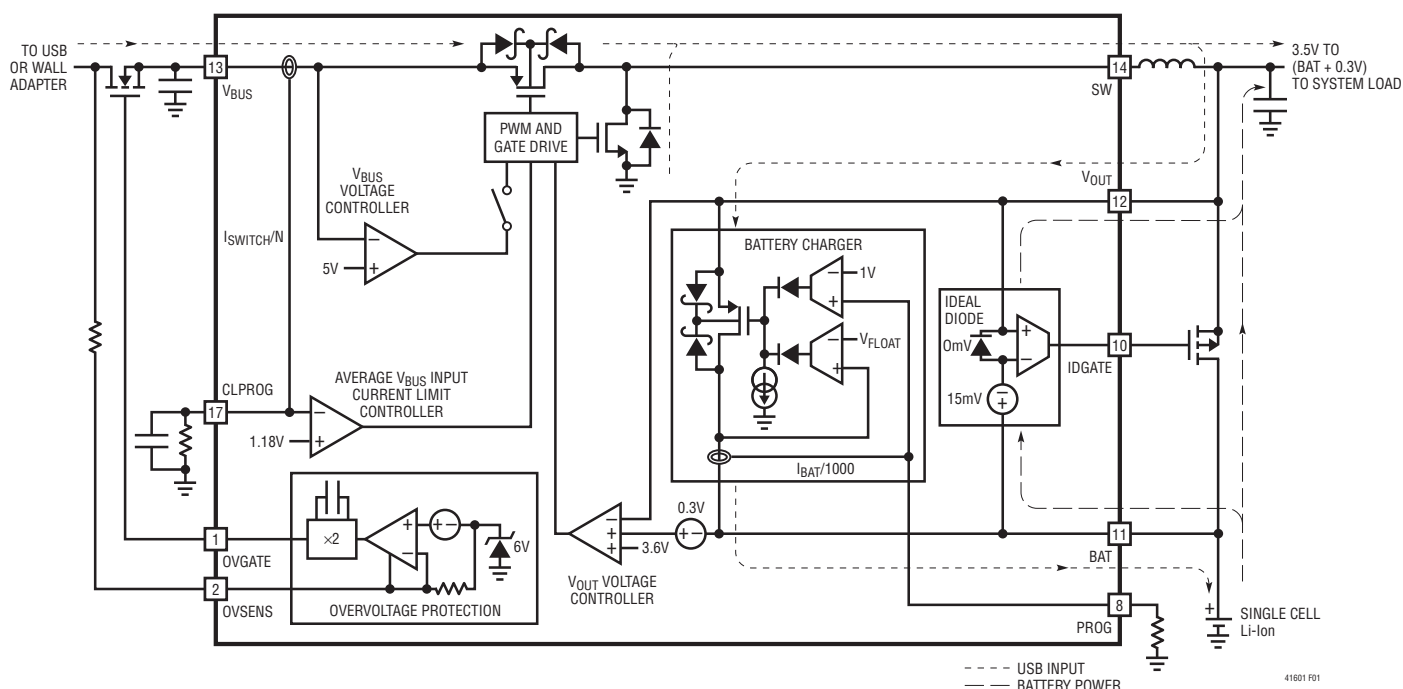 TO USB
OR WALL
ADAPTER
13
VBUS
14
SW
3.5V TO
(BAT + 0.3V)
TO SYSTEM LOAD
PWM AND
GATE DRIVE
VBUS
VOLTAGE
CONTROLLER
ISWITCH/N
−
5V
+
VOUT
12
BATTERY CHARGER
−
1V
+
−
VFLOAT
+
IDEAL
DIODE
0mV
+
−
15mV
−
+
10
IDGATE
CLPROG
17
AVERAGE VBUS INPUT
CURRENT LIMIT
CONTROLLER
−
1.18V
+
IBAT/1000
0.3V
+ −
−
+
+
3.6V
VOUT VOLTAGE
CONTROLLER
11
BAT
×2
+
−
+ −
6V
1
OVGATE
2
OVSENS
OVERVOLTAGE PROTECTION
8
PROG
+
SINGLE CELL
Li-Ion
USB INPUT
BATTERY POWER
41601 F01